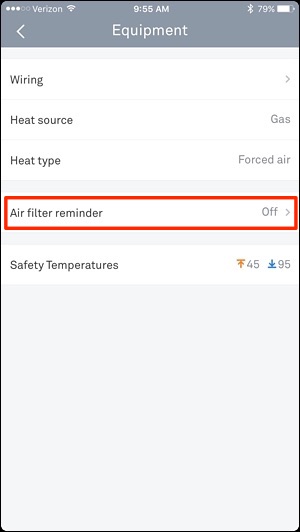 Verizon 9:55 AM 79%
Equipment
Wiring
Heat source Gas
Heat type Forced air
Air filter reminder Off
Safety Temperatures 45 95